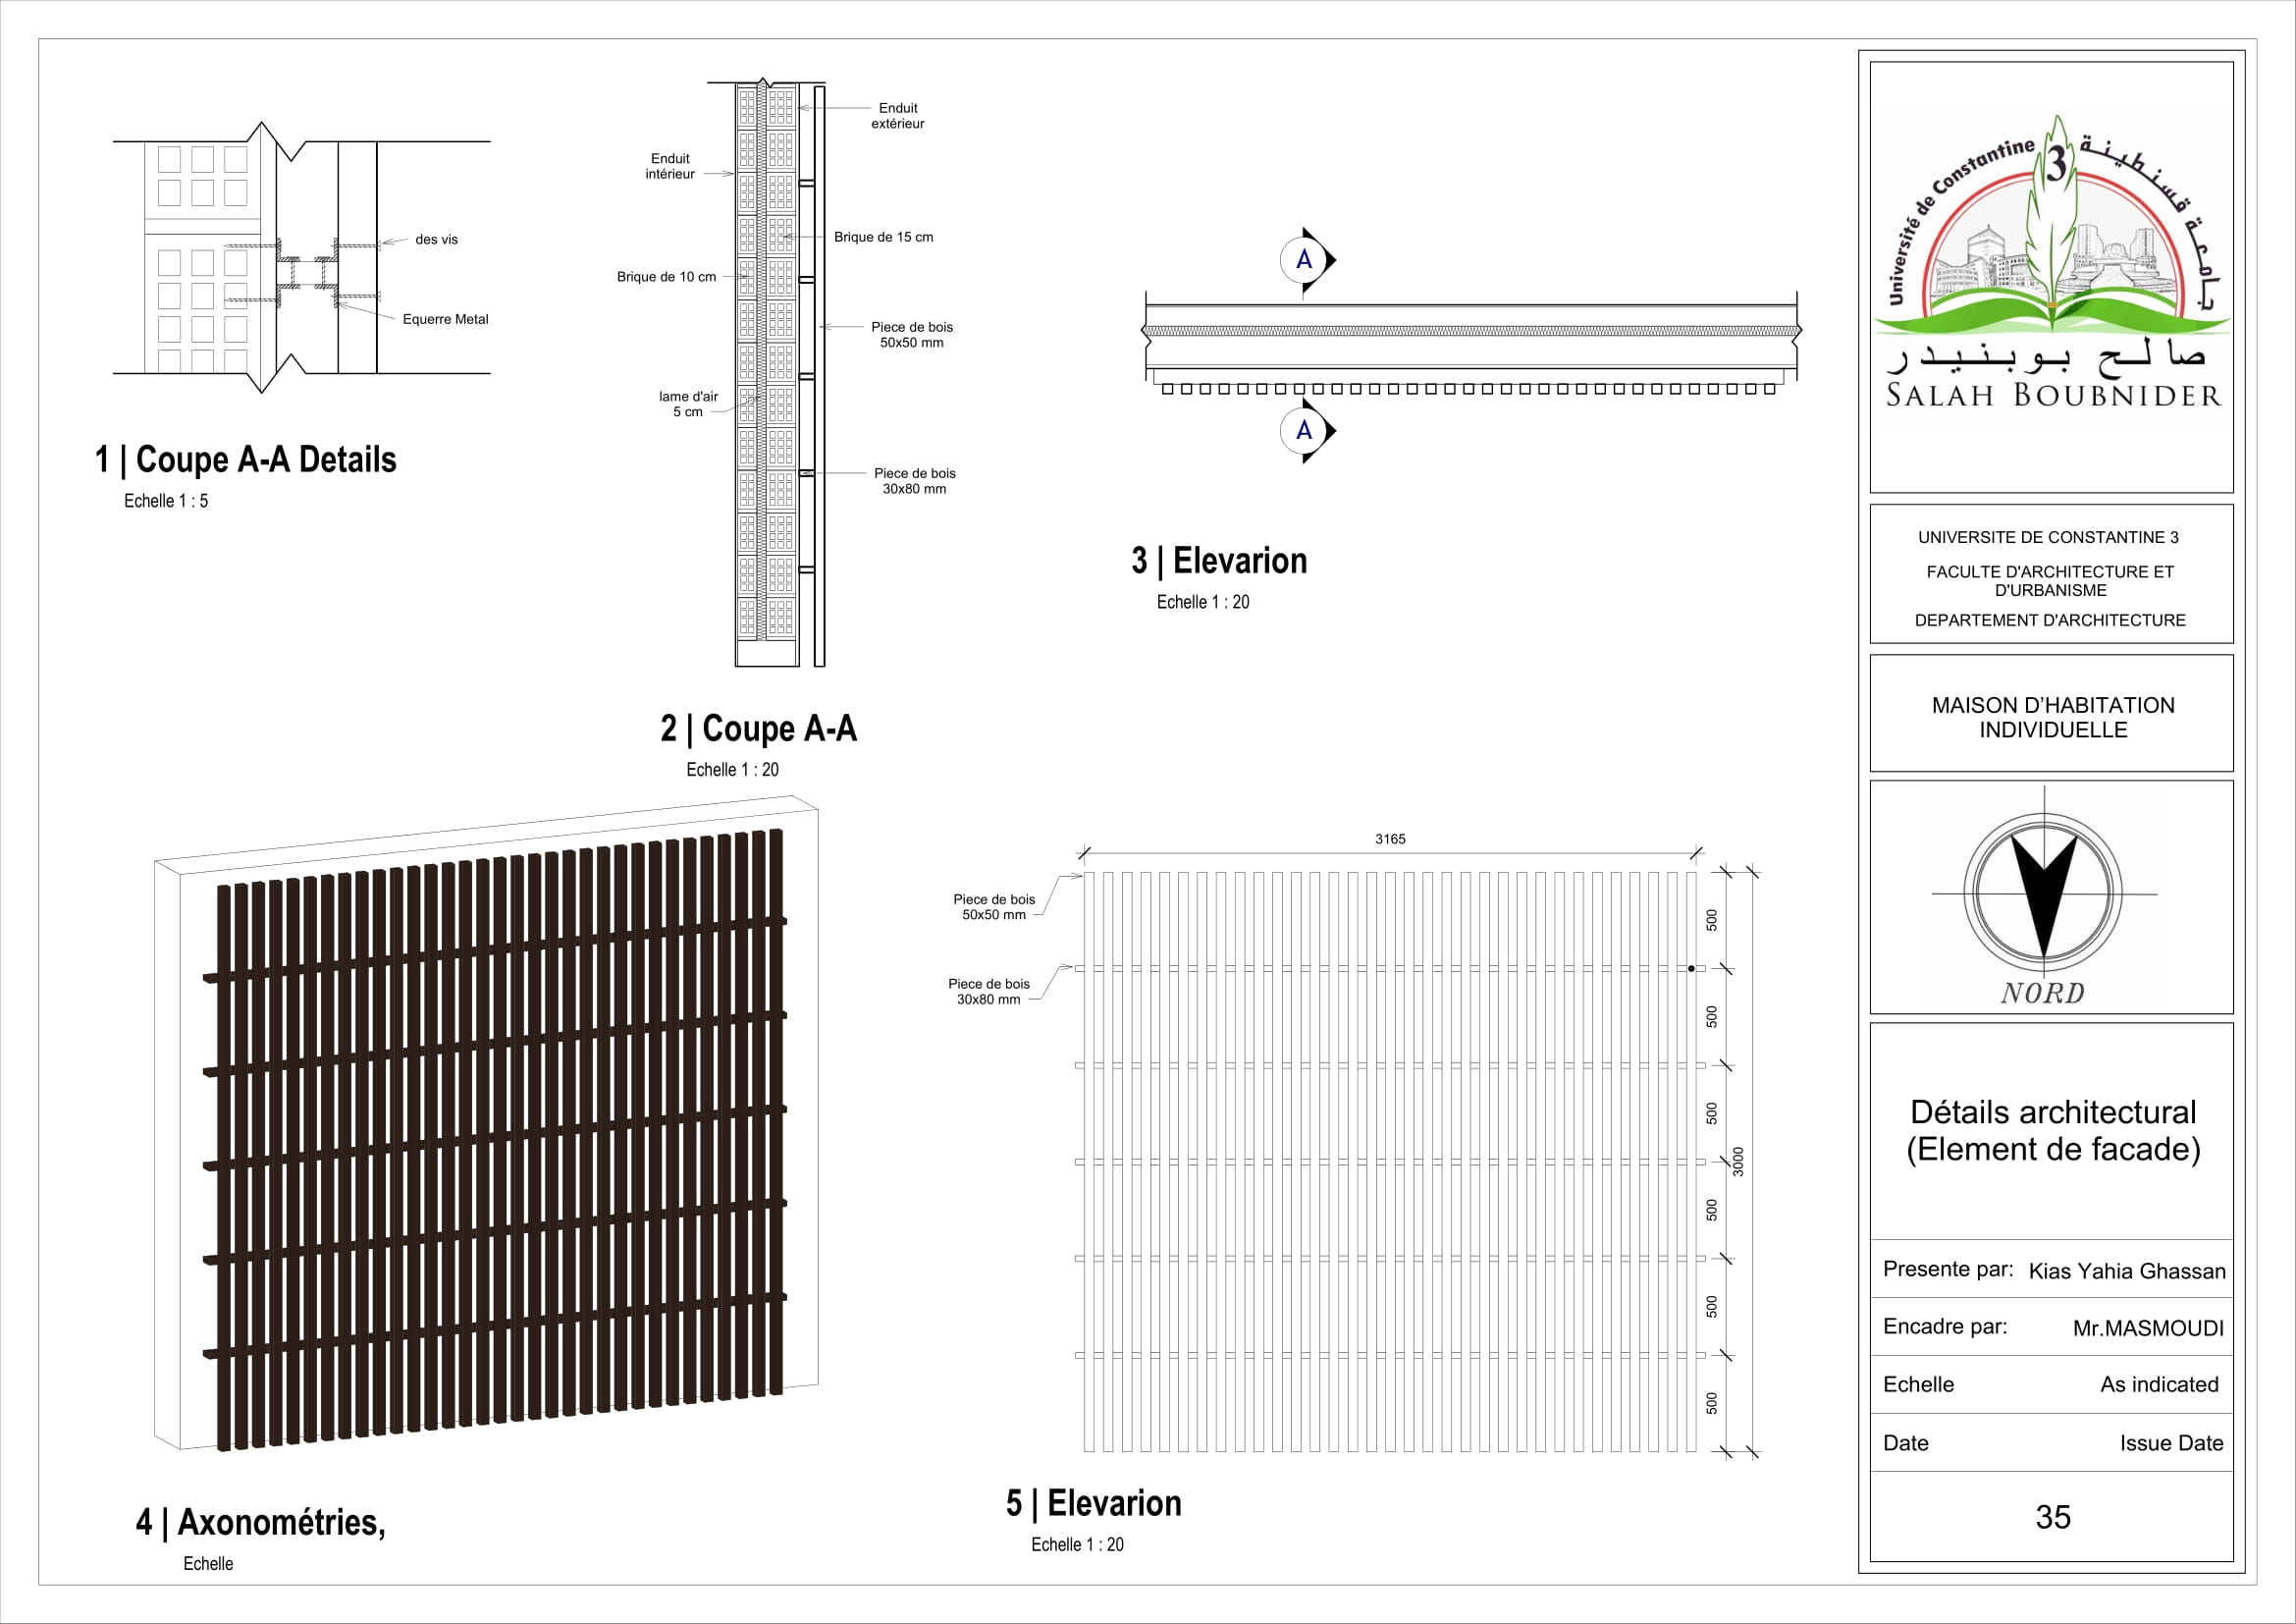 des vis
Equerre Metal
1 | Coupe A-A Details
Echelle 1 : 5
Enduit
extérieur
Enduit
intérieur
Brique de 15 cm
Brique de 10 cm
Piece de bois
50x50 mm
lame d'air
5 cm
Piece de bois
30x80 mm
2 | Coupe A-A
Echelle 1 : 20
A
A
3 | Elevarion
Echelle 1 : 20
4 | Axonométries,
Echelle
3165
Piece de bois
50x50 mm
Piece de bois
30x80 mm
500
500
500
500
500
500
3000
5 | Elevarion
Echelle 1 : 20
Université de Constantine 3 جامعة قسنطينة
صالح بوبنيدر
SALAH BOUBNIDER
UNIVERSITE DE CONSTANTINE 3
FACULTE D'ARCHITECTURE ET
D'URBANISME
DEPARTEMENT D'ARCHITECTURE
MAISON D'HABITATION
INDIVIDUELLE
NORD
Détails architectural
(Element de facade)
Presente par: Kias Yahia Ghassan
Encadre par: Mr.MASMOUDI
Echelle As indicated
Date Issue Date
35